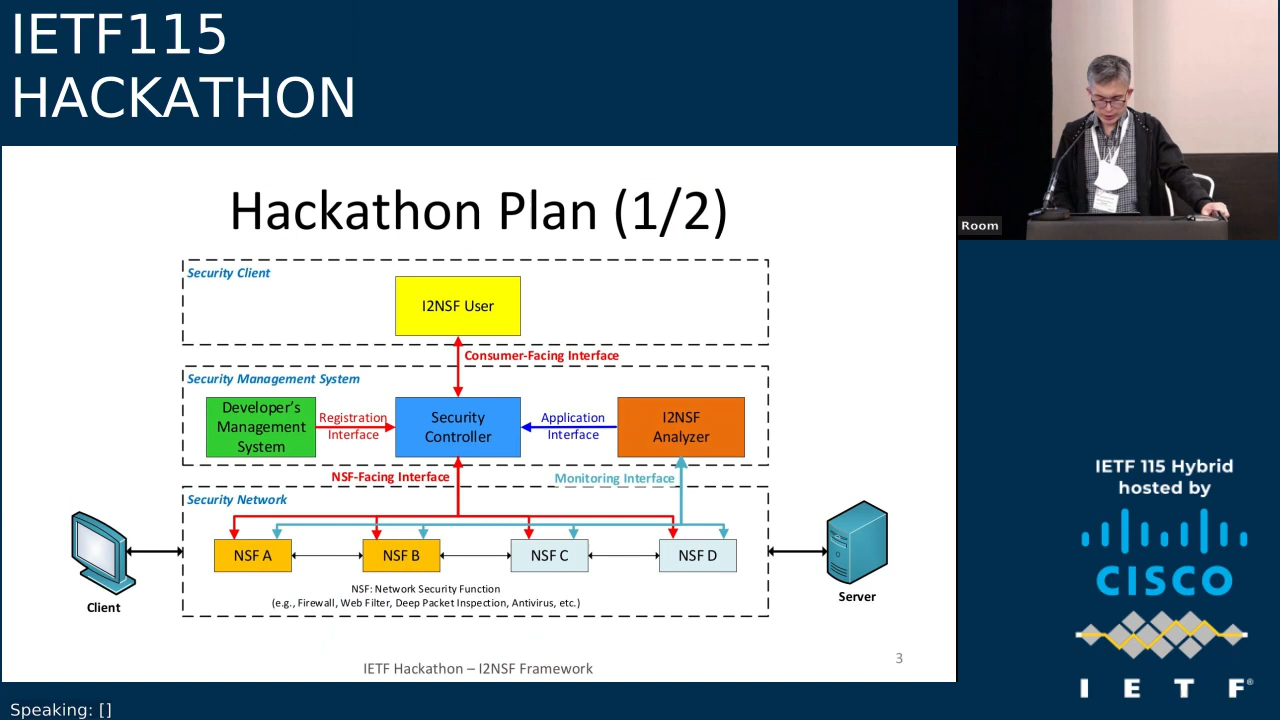 IETF115
HACKATHON
Room
Hackathon Plan (1/2)
Security Client
I2NSF User
Consumer-Facing Interface
Security Management System
Developer's
Management
System
Registration
Interface
Security
Controller
Application
Interface
I2NSF
Analyzer
NSF-Facing Interface
Monitoring Interface
Security Network
NSF A
NSF B
NSF C
NSF D
NSF: Network Security Function
(e.g., Firewall, Web Filter, Deep Packet Inspection, Antivirus, etc.)
Client
Server
IETF Hackathon – I2NSF Framework
3
IETF 115 Hybrid
hosted by
CISCO
I E T F®
Speaking: []